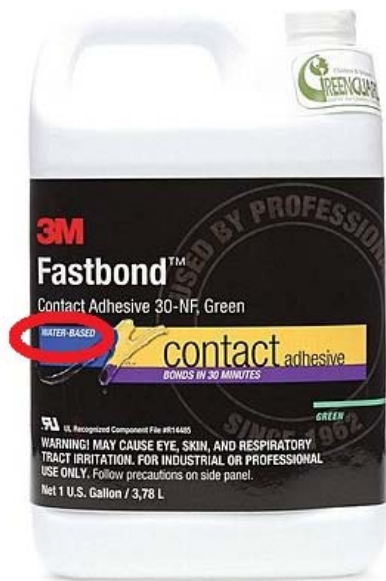 GREENGUARD
USED BY PROFESSIONALS
3M
Fastbond™
Contact Adhesive 30-NF, Green
WATER-BASED
contact adhesive
BONDS IN 30 MINUTES
GREEN
SINCE 1962
UL Recognized Component File #R14485
WARNING! MAY CAUSE EYE, SKIN, AND RESPIRATORY
TRACT IRRITATION. FOR INDUSTRIAL OR PROFESSIONAL
USE ONLY. Follow precautions on side panel.
Net 1 U.S. Gallon / 3,78 L